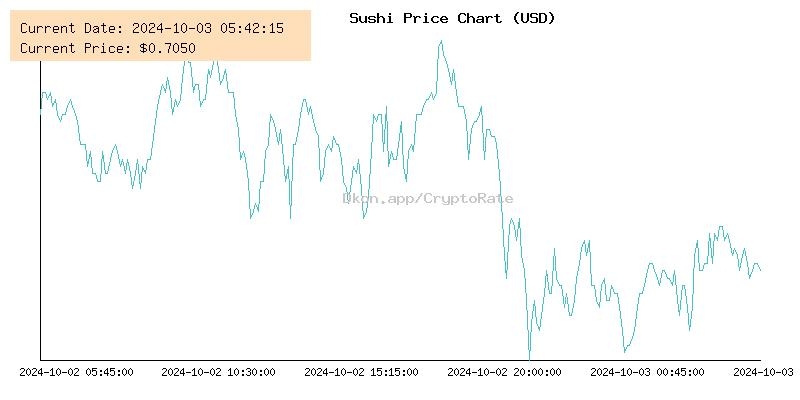 Sushi Price Chart (USD)
Current Date: 2024-10-03 05:42:15
Current Price: $0.7050
Dkon.app/CryptoRate
2024-10-02 05:45:00 2024-10-02 10:30:00 2024-10-02 15:15:00 2024-10-02 20:00:00 2024-10-03 00:45:00 2024-10-03